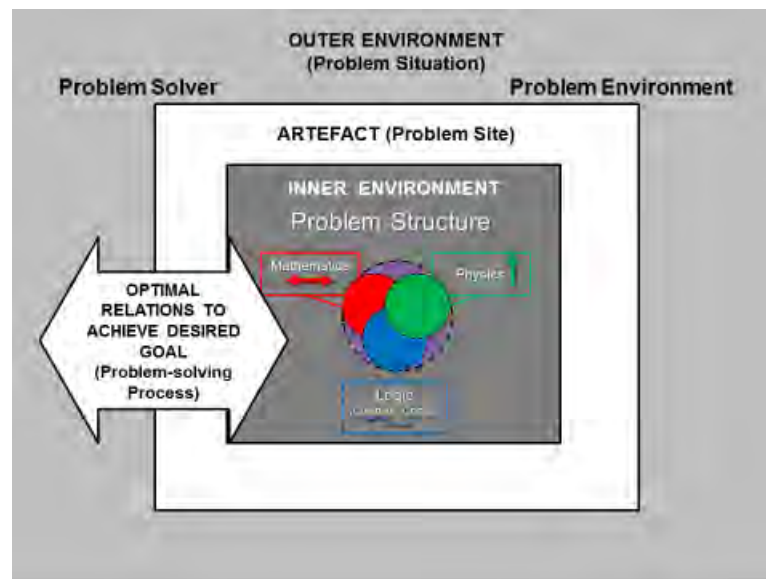 OUTER ENVIRONMENT
(Problem Situation)
Problem Solver
Problem Environment
ARTEFACT (Problem Site)
INNER ENVIRONMENT
Problem Structure
Mathematics
Physics
OPTIMAL
RELATIONS TO
ACHIEVE DESIRED
GOAL
(Problem-solving
Process)
Logic